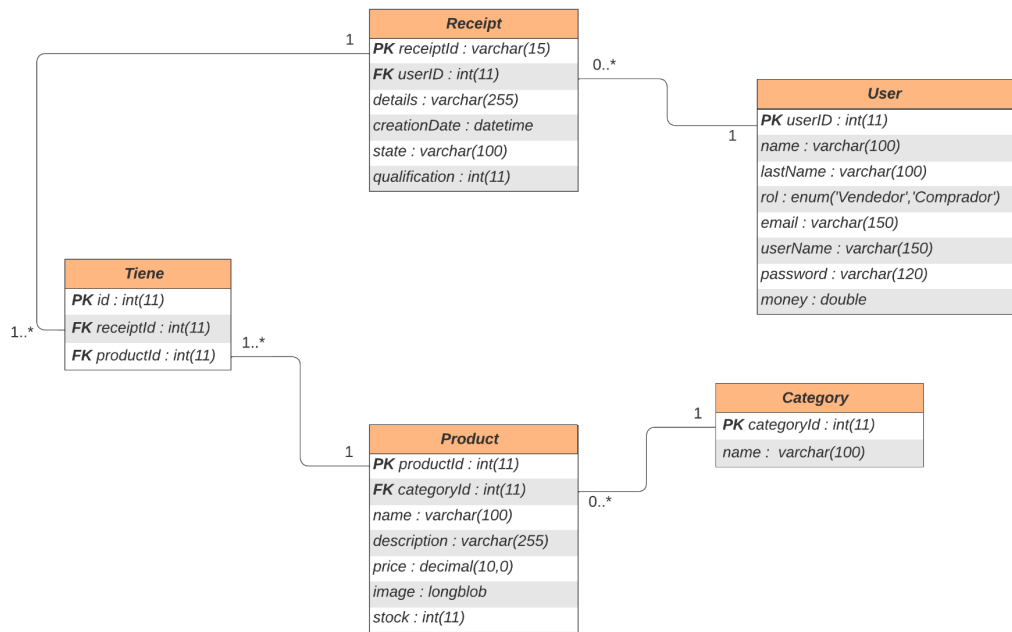 Receipt
PK receiptId : varchar(15)
FK userID : int(11)
details : varchar(255)
creationDate : datetime
state : varchar(100)
qualification : int(11)
1
0..*
User
PK userID : int(11)
name : varchar(100)
lastName : varchar(100)
rol : enum('Vendedor','Comprador')
email : varchar(150)
userName : varchar(150)
password : varchar(120)
money : double
1
Tiene
PK id : int(11)
FK receiptId : int(11)
FK productId : int(11)
1..*
1..*
Product
PK productId : int(11)
FK categoryId : int(11)
name : varchar(100)
description : varchar(255)
price : decimal(10,0)
image : longblob
stock : int(11)
1
0..*
Category
PK categoryId : int(11)
name : varchar(100)
1